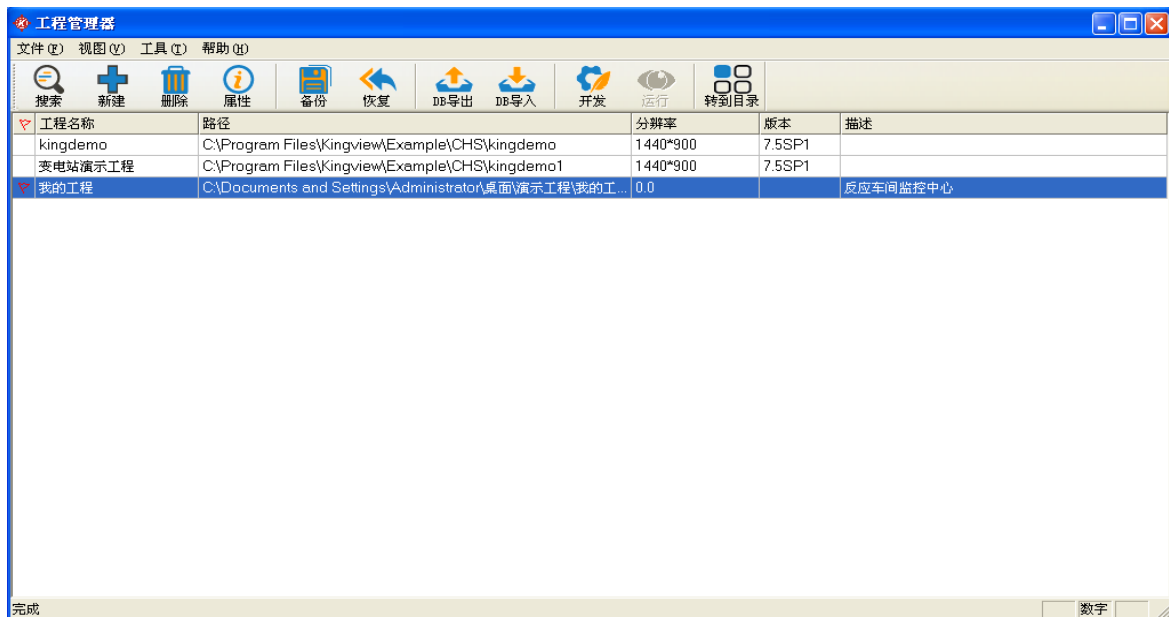 工程管理器
文件(F) 视图(V) 工具(T) 帮助(H)
搜索 新建 删除 属性 备份 恢复 DB导出 DB导入 开发 运行 转到目录
工程名称 路径 分辨率 版本 描述
kingdemo C:\Program Files\Kingview\Example\CHS\kingdemo 1440*900 7.5SP1
变电站演示工程 C:\Program Files\Kingview\Example\CHS\kingdemo1 1440*900 7.5SP1
我的工程 C:\Documents and Settings\Administrator\桌面\演示工程\我的工... 0.0 反应车间监控中心
完成 数字